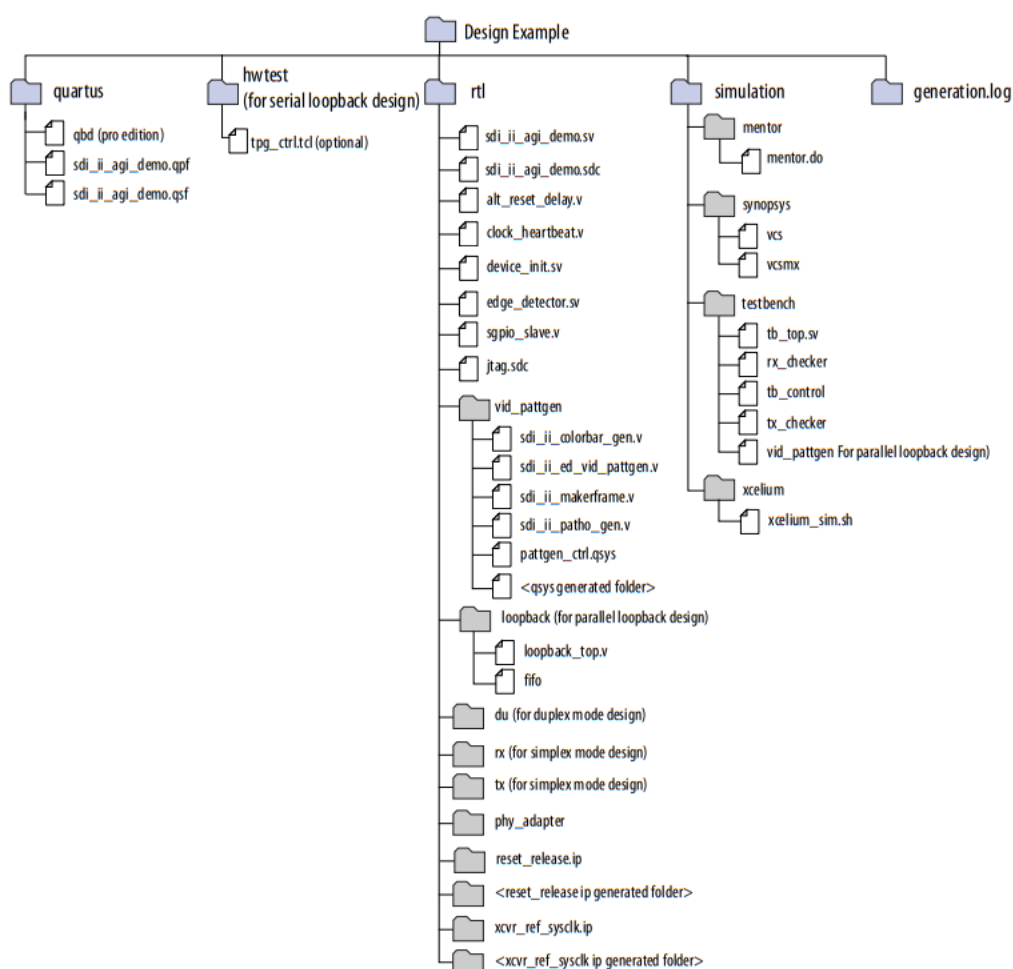 Design Example
quartus
qbd (pro edition)
sdi_ii_agi_demo.qpf
sdi_ii_agi_demo.qsf
hwtest
(for serial loopback design)
tpg_ctrl.tcl (optional)
rtl
sdi_ii_agi_demo.sv
sdi_ii_agi_demo.sdc
alt_reset_delay.v
clock_heartbeat.v
device_init.sv
edge_detector.sv
sgpio_slave.v
jtag.sdc
vid_pattgen
sdi_ii_colorbar_gen.v
sdi_ii_ed_vid_pattgen.v
sdi_ii_makerframe.v
sdi_ii_patho_gen.v
pattgen_ctrl.qsys
<qsys generated folder>
loopback (for parallel loopback design)
loopback_top.v
fifo
du (for duplex mode design)
rx (for simplex mode design)
tx (for simplex mode design)
phy_adapter
reset_release.ip
<reset_release ip generated folder>
xcvr_ref_sysclk.ip
<xcvr_ref_sysclk ip generated folder>
simulation
mentor
mentor.do
synopsys
vcs
vcsmx
testbench
tb_top.sv
rx_checker
tb_control
tx_checker
vid_pattgen For parallel loopback design)
xcelium
xcelium_sim.sh
generation.log